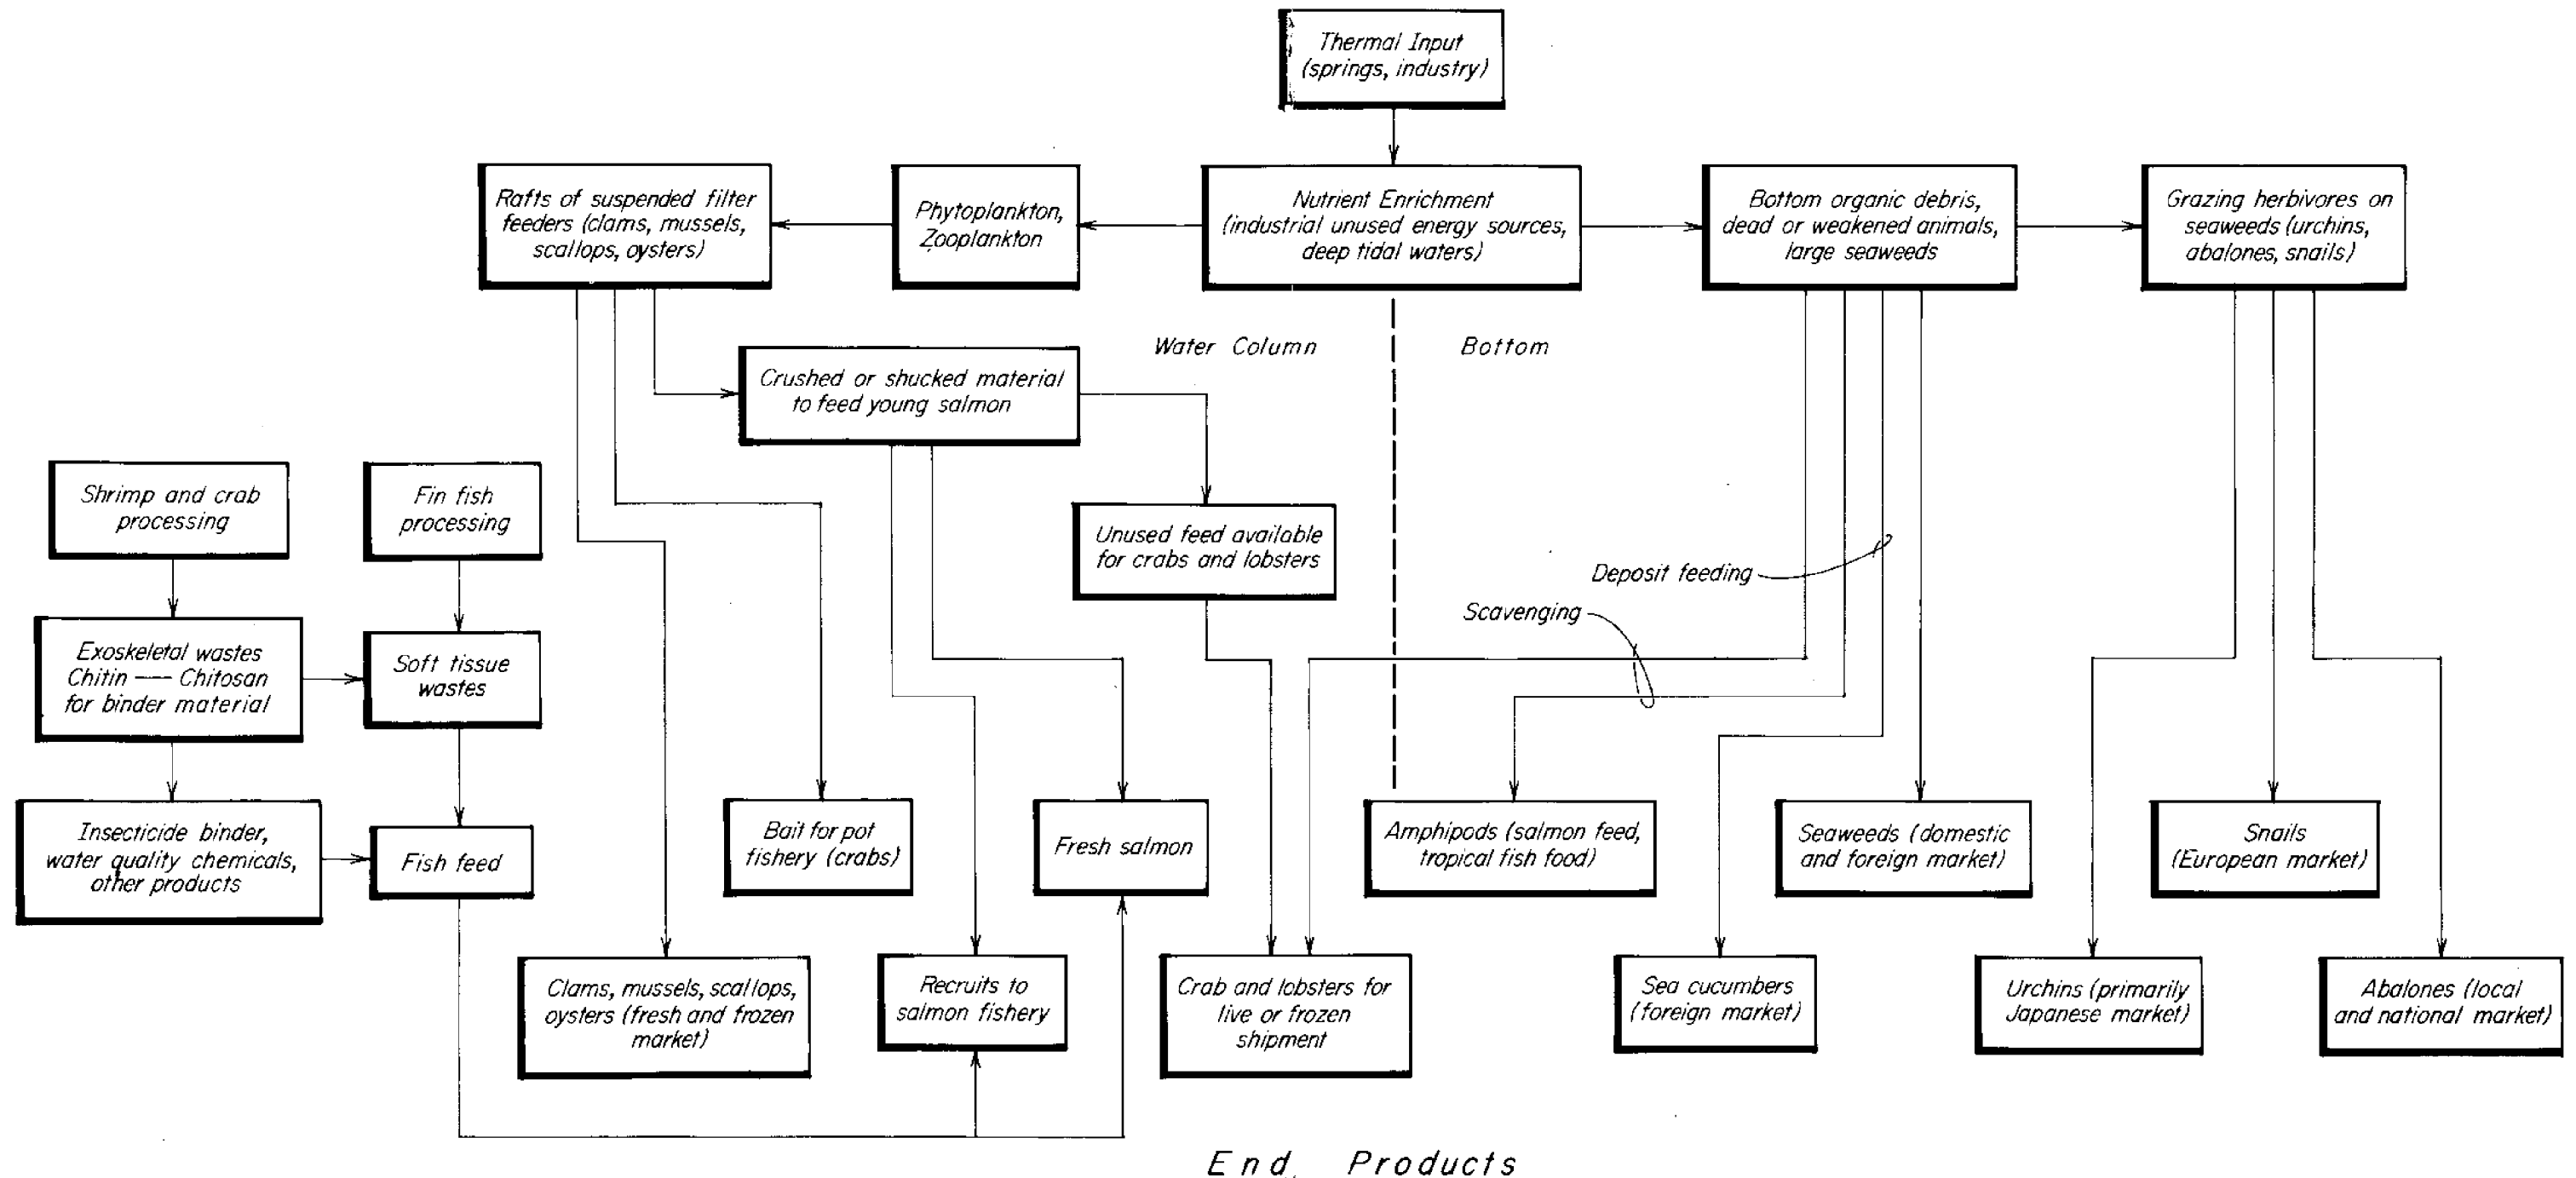 Thermal Input
(springs, industry)
Rafts of suspended filter
feeders (clams, mussels,
scallops, oysters)
Phytoplankton,
Zooplankton
Nutrient Enrichment
(industrial unused energy sources,
deep tidal waters)
Bottom organic debris,
dead or weakened animals,
large seaweeds
Grazing herbivores on
seaweeds (urchins,
abalones, snails)
Water Column
Bottom
Crushed or shucked material
to feed young salmon
Shrimp and crab
processing
Fin fish
processing
Unused feed available
for crabs and lobsters
Deposit feeding
Scavenging
Exoskeletal wastes
Chitin — Chitosan
for binder material
Soft tissue
wastes
Insecticide binder,
water quality chemicals,
other products
Fish feed
Bait for pot
fishery (crabs)
Fresh salmon
Amphipods (salmon feed,
tropical fish food)
Seaweeds (domestic
and foreign market)
Snails
(European market)
Clams, mussels, scallops,
oysters (fresh and frozen
market)
Recruits to
salmon fishery
Crab and lobsters for
live or frozen
shipment
Sea cucumbers
(foreign market)
Urchins (primarily
Japanese market)
Abalones (local
and national market)
End Products